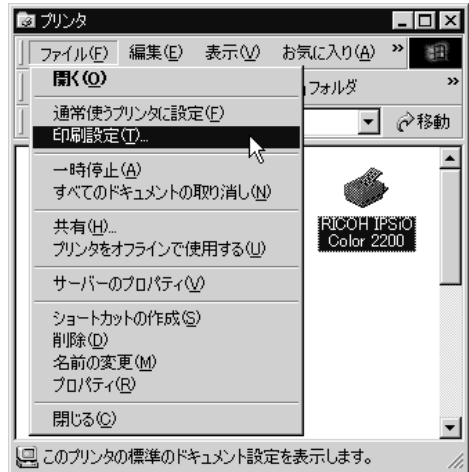 プリンタ
ファイル(F) 編集(E) 表示(V) お気に入り(A) »
開く(O)
フォルダ »
通常使うプリンタに設定(F)
印刷設定(T)...
移動
一時停止(A)
すべてのドキュメントの取り消し(N)
共有(H)...
プリンタをオフラインで使用する(U)
サーバーのプロパティ(V)
ショートカットの作成(S)
削除(D)
名前の変更(M)
プロパティ(R)
閉じる(C)
RICOH IPSiO
Color 2200
このプリンタの標準のドキュメント設定を表示します。